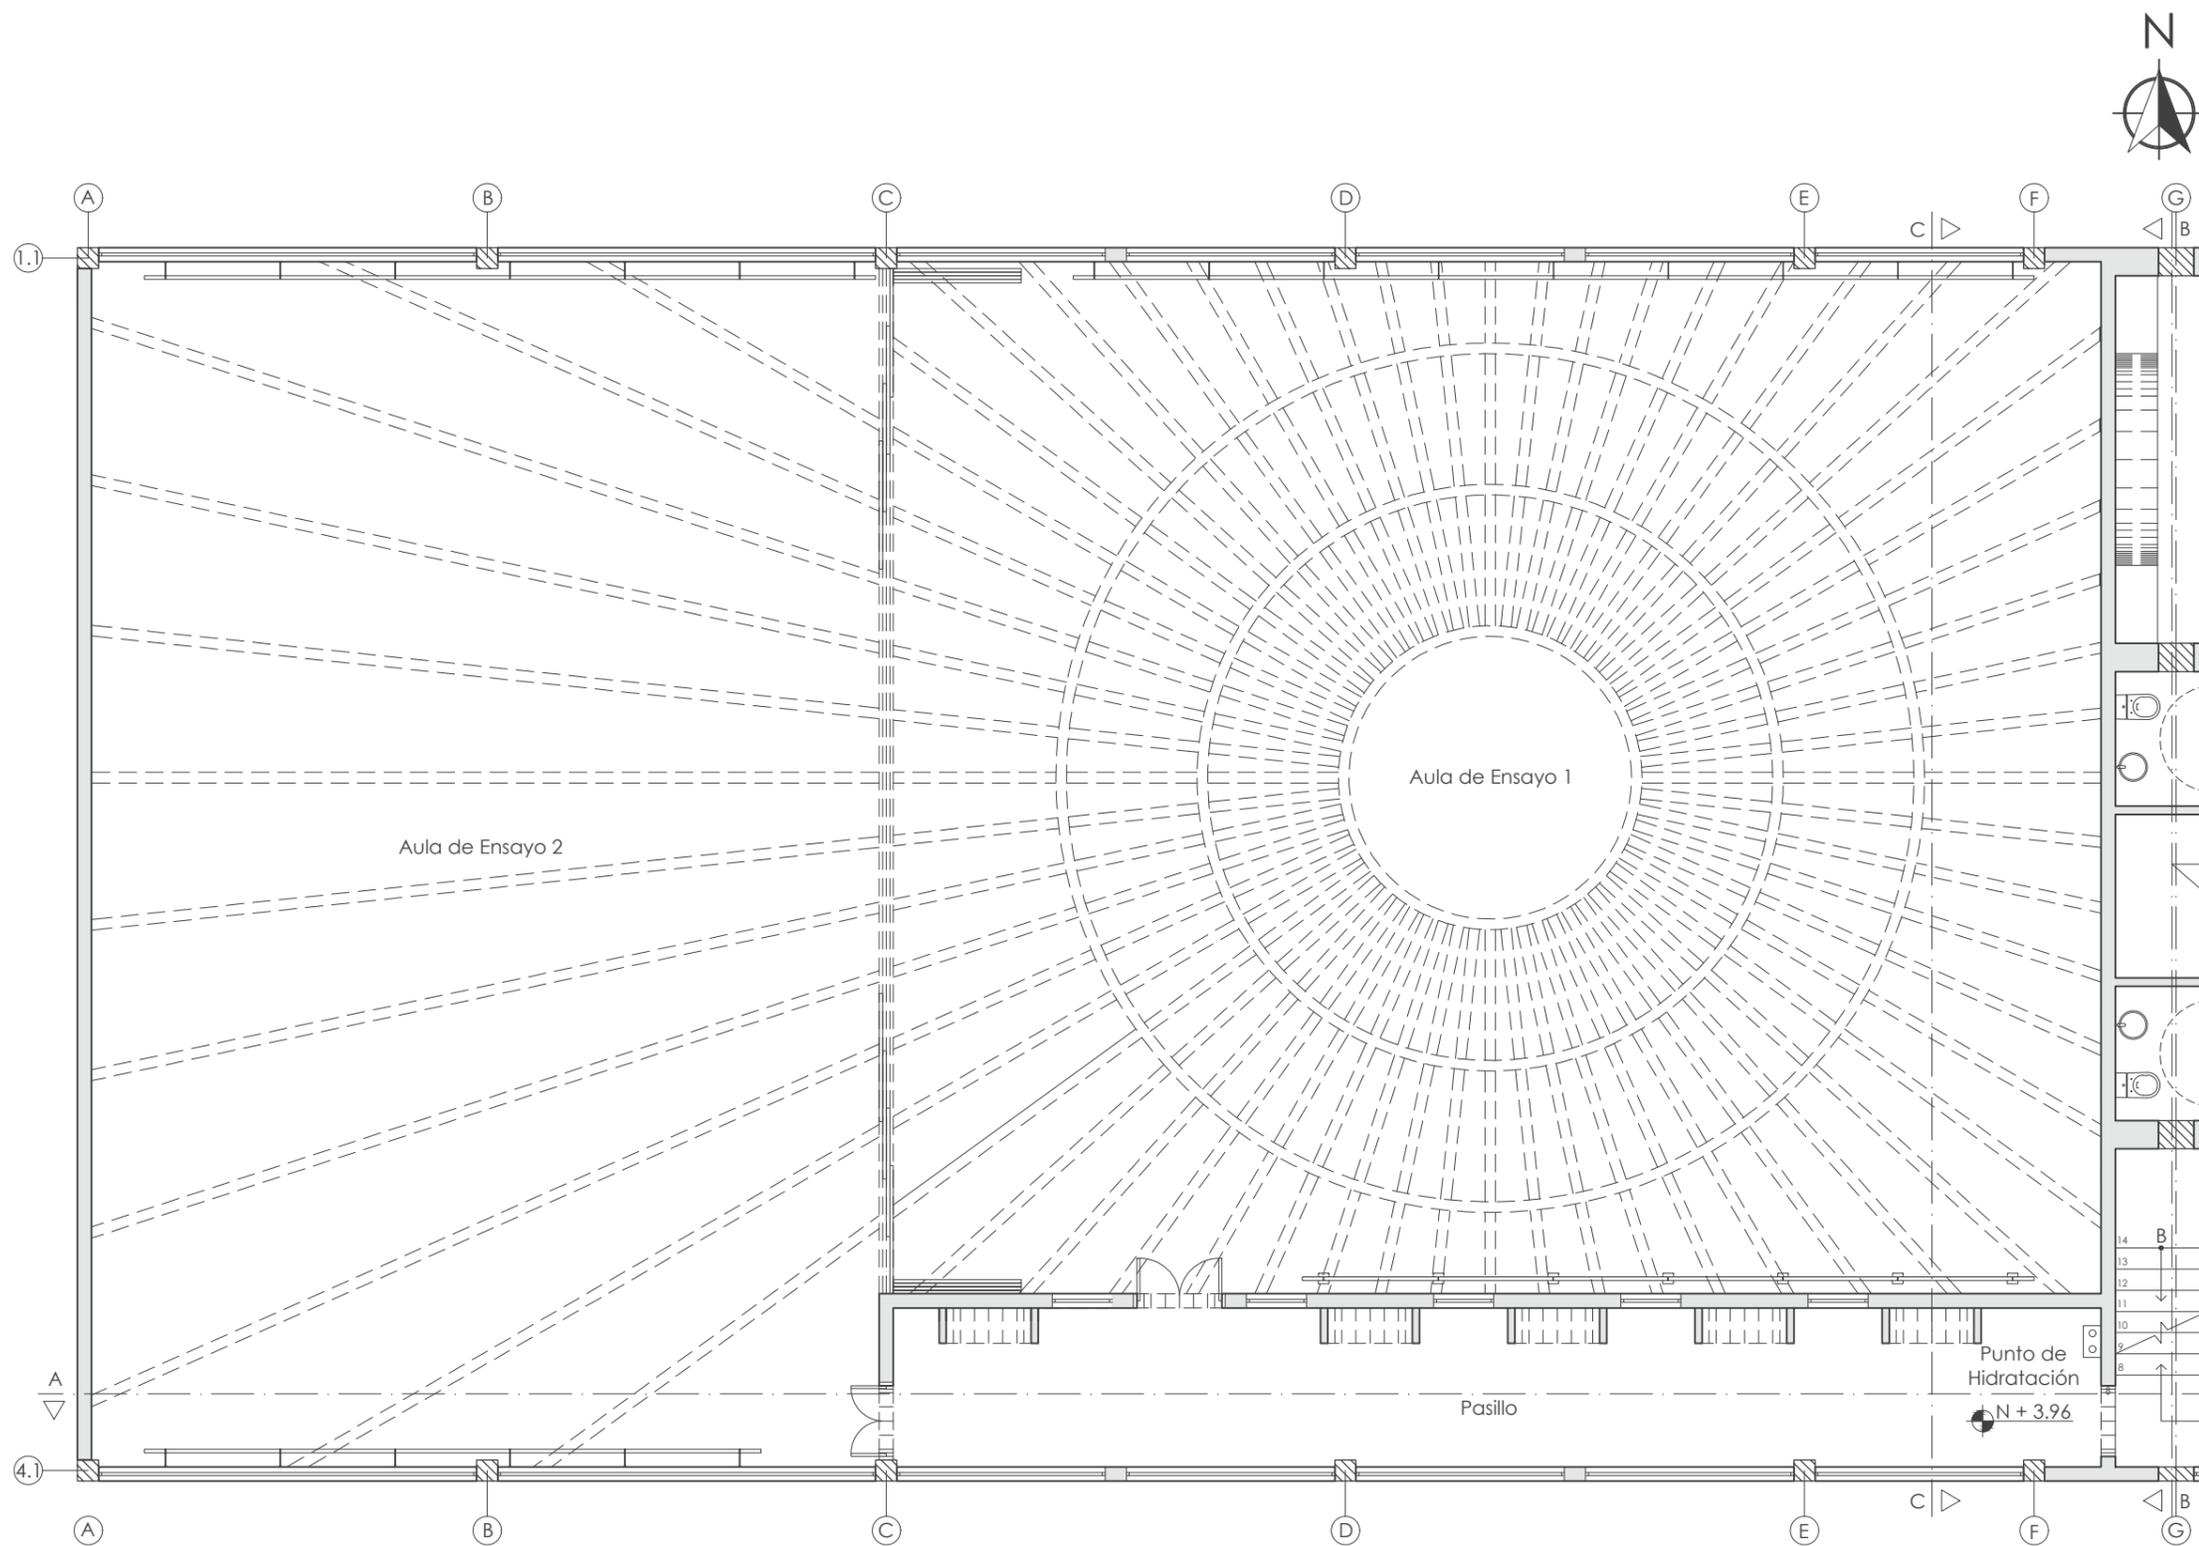 N
A
B
C
D
E
F
G
C
B
1.1
Aula de Ensayo 1
Aula de Ensayo 2
14
B
13
12
11
10
9
8
Punto de
Hidratación
A
Pasillo
N + 3.96
4.1
C
B
A
B
C
D
E
F
G